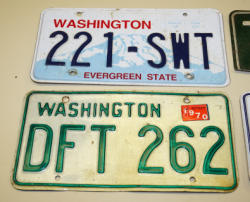 WASHINGTON
221-SWT
EVERGREEN STATE
WASHINGTON
1970
DFT 262